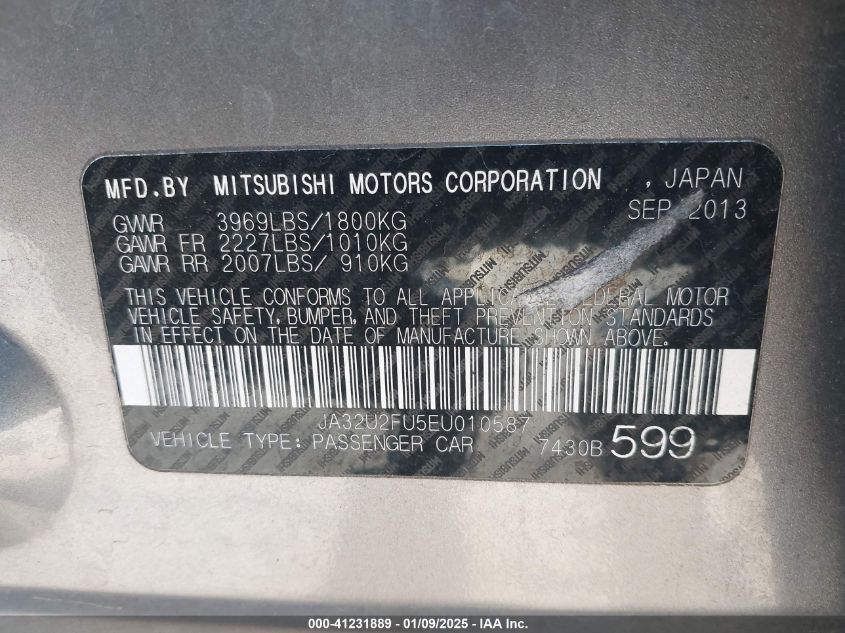 MFD.BY MITSUBISHI MOTORS CORPORATION , JAPAN
SEP 2013
GVWR 3969LBS/1800KG
GAWR FR 2227LBS/1010KG
GAWR RR 2007LBS/ 910KG
THIS VEHICLE CONFORMS TO ALL APPLICABLE FEDERAL MOTOR
VEHICLE SAFETY, BUMPER, AND THEFT PREVENTION STANDARDS
IN EFFECT ON THE DATE OF MANUFACTURE SHOWN ABOVE.
JA32U2FU5EU010587
VEHICLE TYPE: PASSENGER CAR 7430B 599
000-41231889 | 01/09/2025 - IAA Inc.